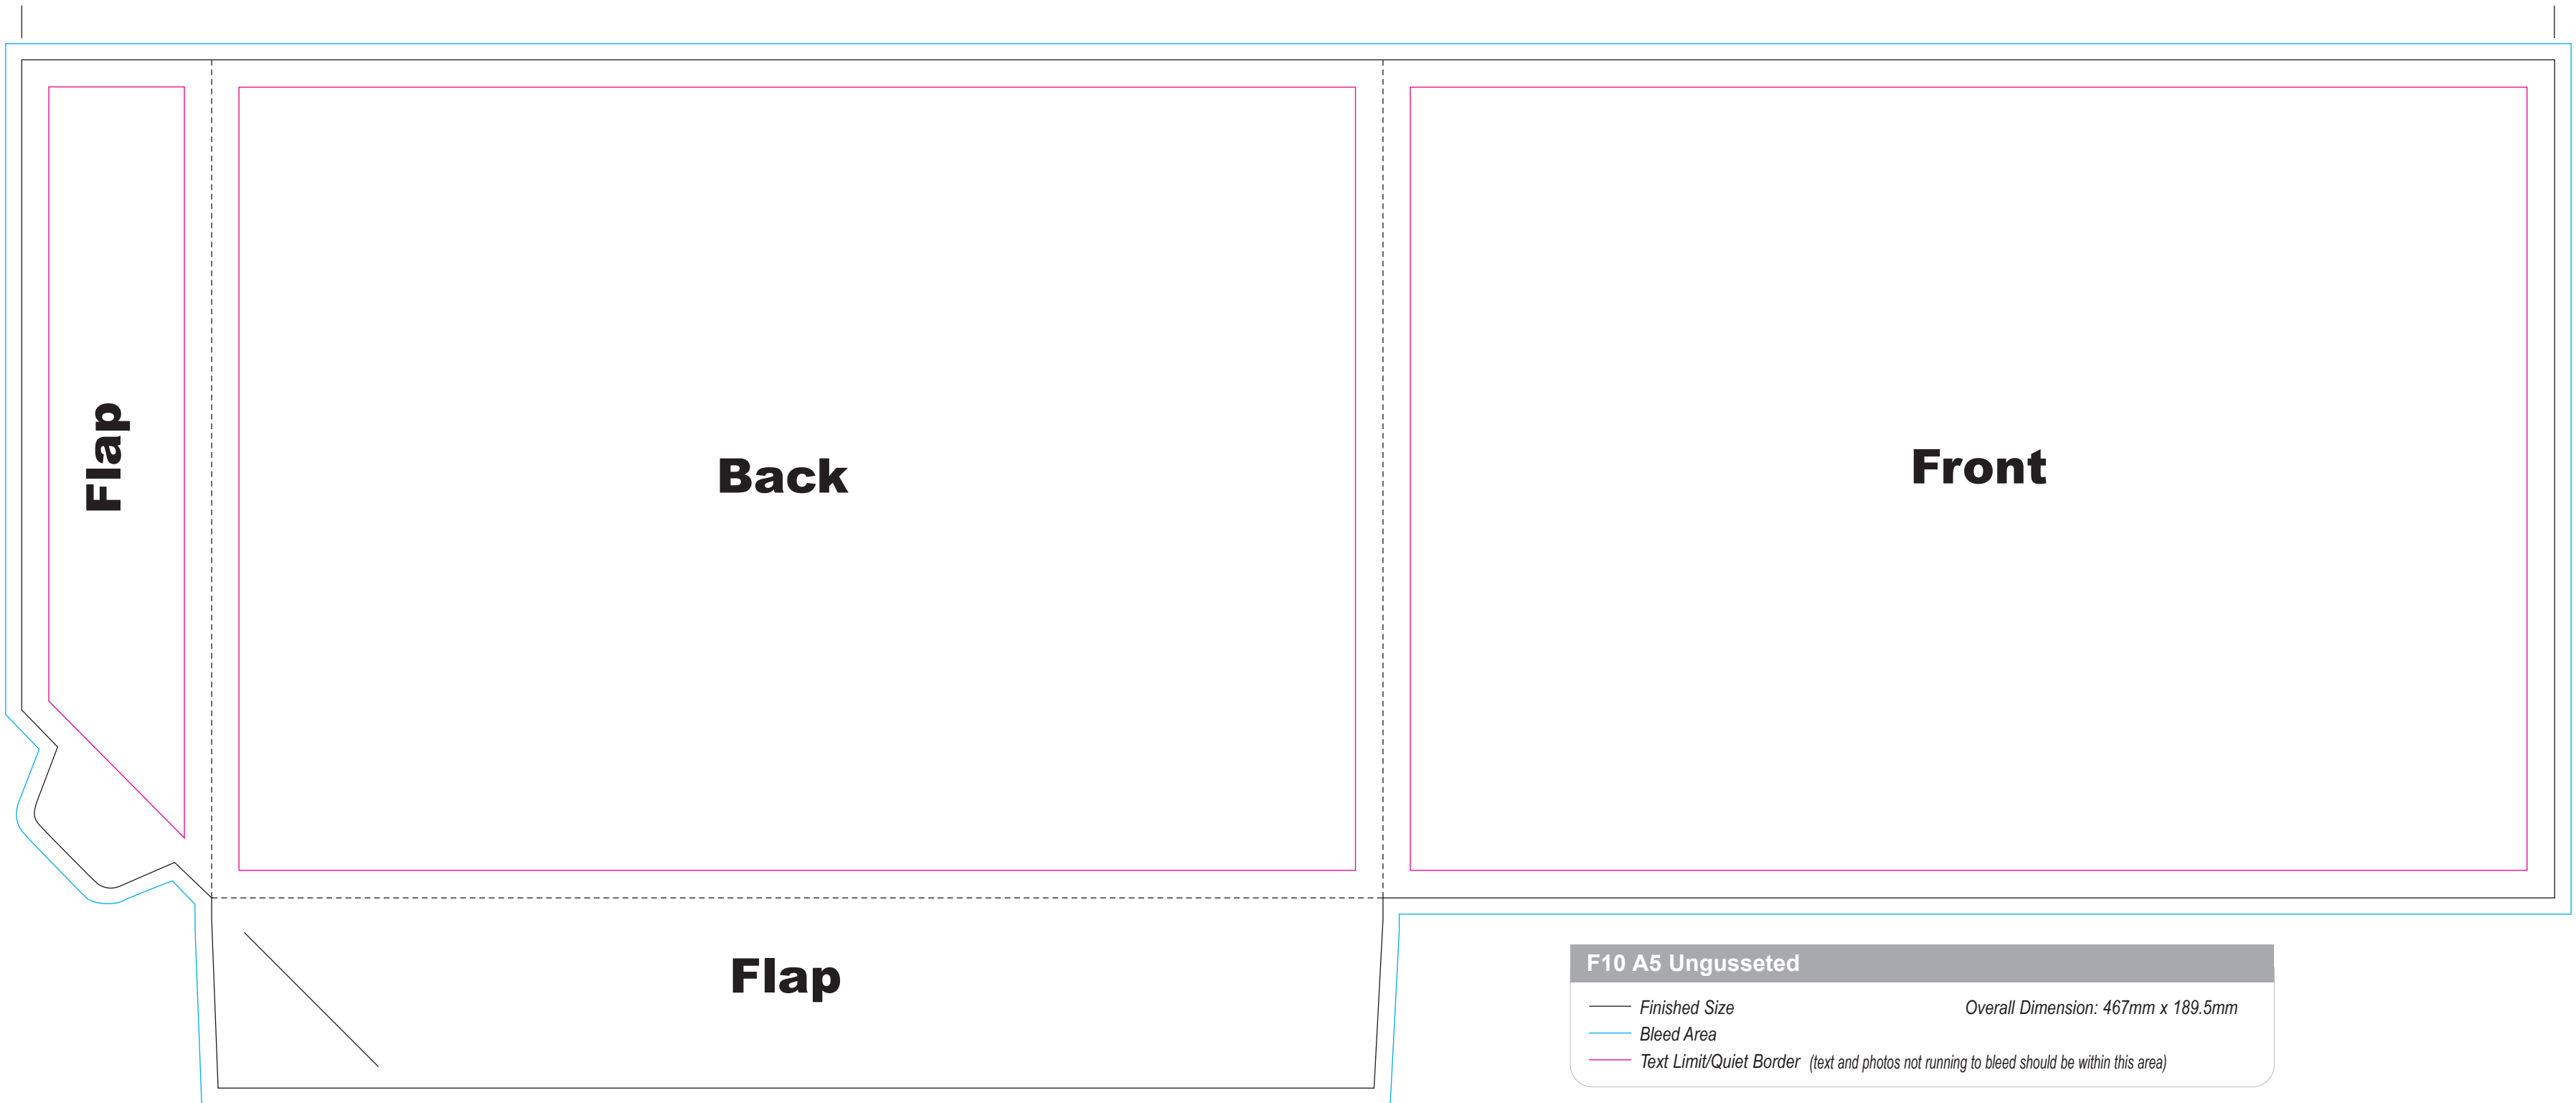 Flap
Back
Front
Flap
F10 A5 Ungusseted
Finished Size
Overall Dimension: 467mm x 189.5mm
Bleed Area
Text Limit/Quiet Border (text and photos not running to bleed should be within this area)